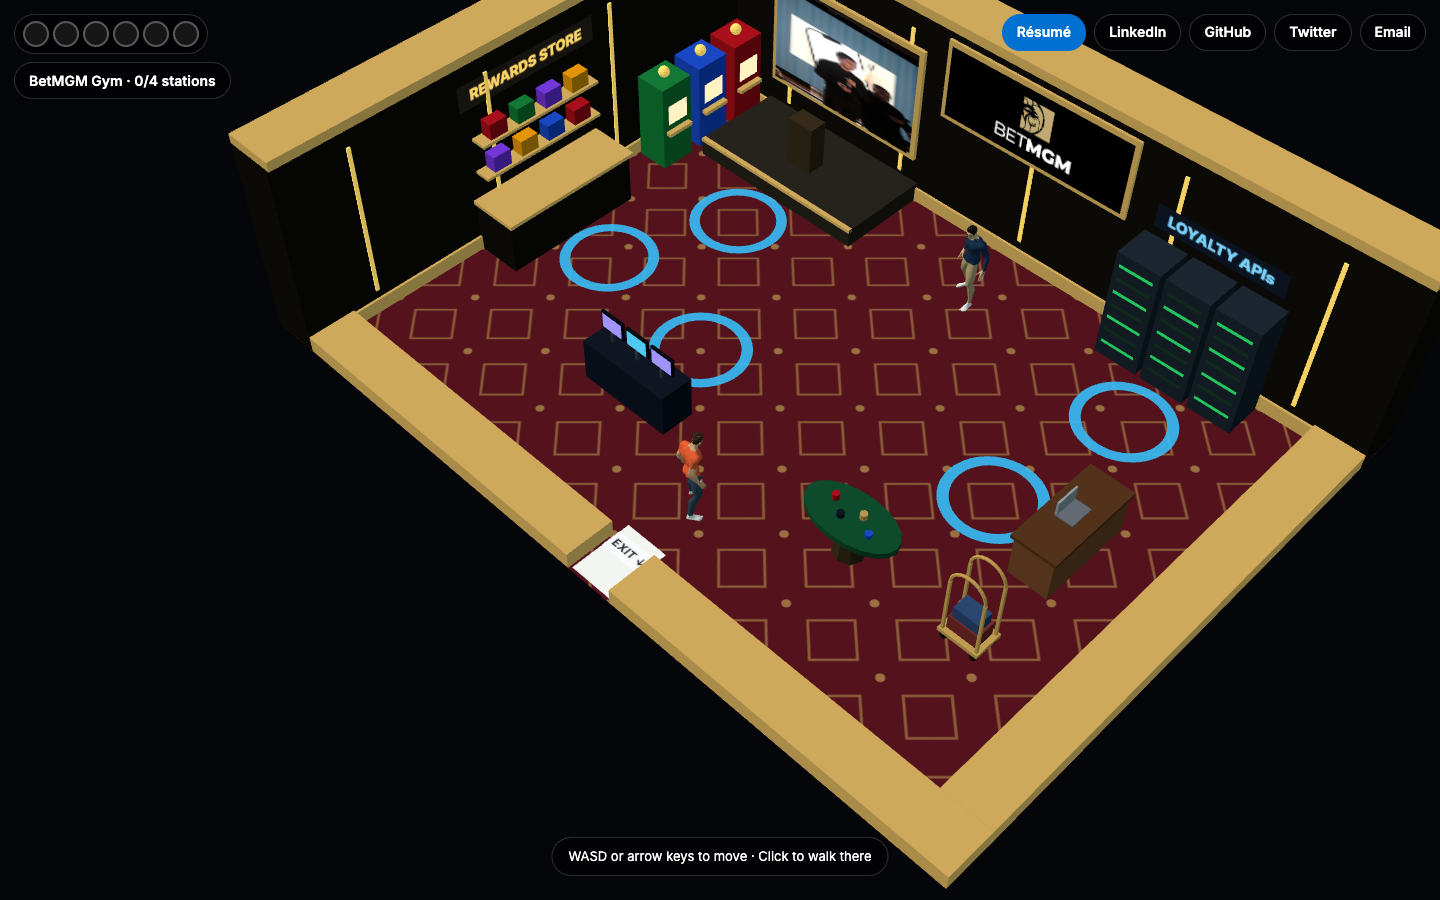 Résumé
LinkedIn
GitHub
Twitter
Email
BetMGM Gym · 0/4 stations
REWARDS STORE
BETMGM
LOYALTY APIs
EXIT ↓
WASD or arrow keys to move · Click to walk there